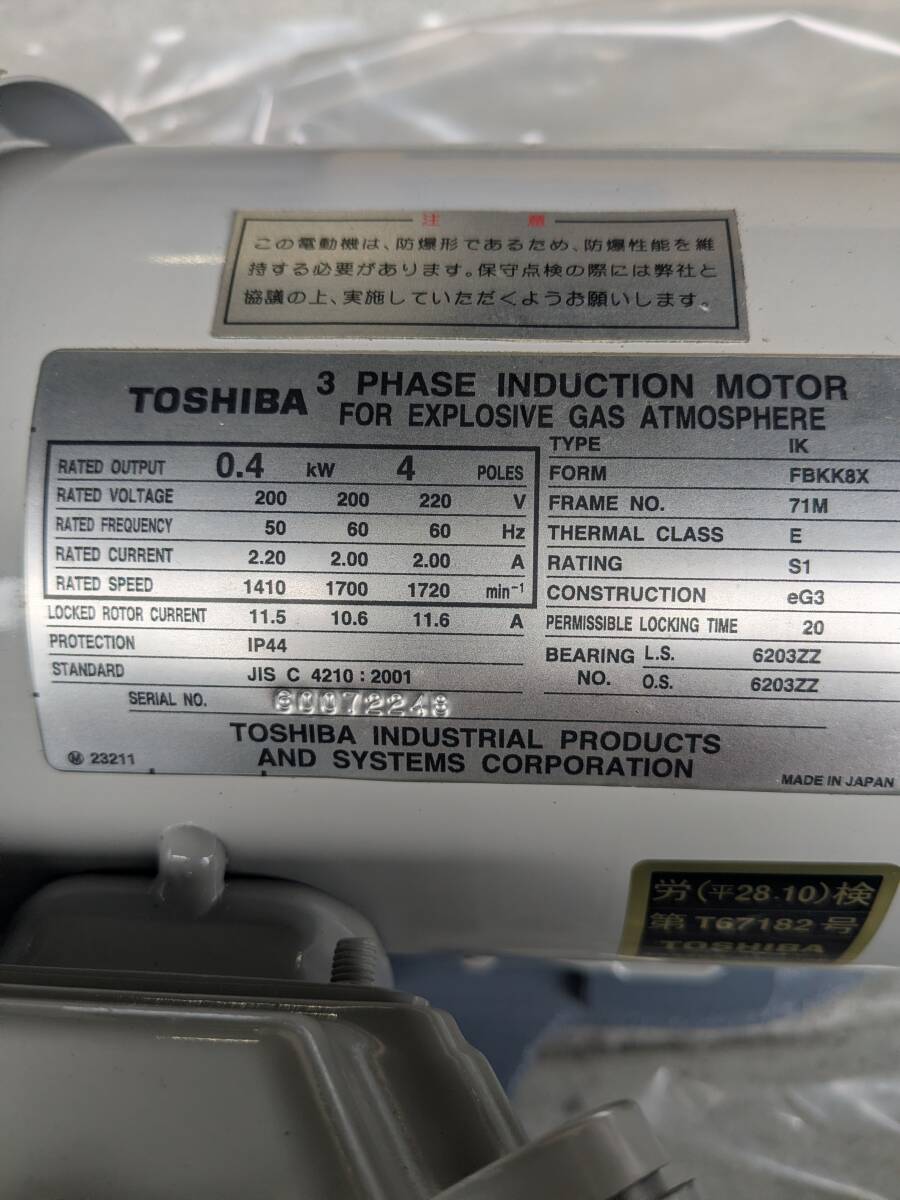 注 意
この電動機は、防爆形であるため、防爆性能を維
持する必要があります。保守点検の際には弊社と
協議の上、実施していただくようお願いします。
TOSHIBA 3 PHASE INDUCTION MOTOR
FOR EXPLOSIVE GAS ATMOSPHERE
RATED OUTPUT 0.4 kW 4 POLES
RATED VOLTAGE 200 200 220 V
RATED FREQUENCY 50 60 60 Hz
RATED CURRENT 2.20 2.00 2.00 A
RATED SPEED 1410 1700 1720 min⁻¹
LOCKED ROTOR CURRENT 11.5 10.6 11.6 A
PROTECTION IP44
STANDARD JIS C 4210 : 2001
SERIAL NO. 60072248
TYPE IK
FORM FBKK8X
FRAME NO. 71M
THERMAL CLASS E
RATING S1
CONSTRUCTION eG3
PERMISSIBLE LOCKING TIME 20
BEARING NO. L.S. 6203ZZ
O.S. 6203ZZ
TOSHIBA INDUSTRIAL PRODUCTS
AND SYSTEMS CORPORATION
Ⓜ 23211
MADE IN JAPAN
労(平28.10)検
第 T67182 号
TOSHIBA